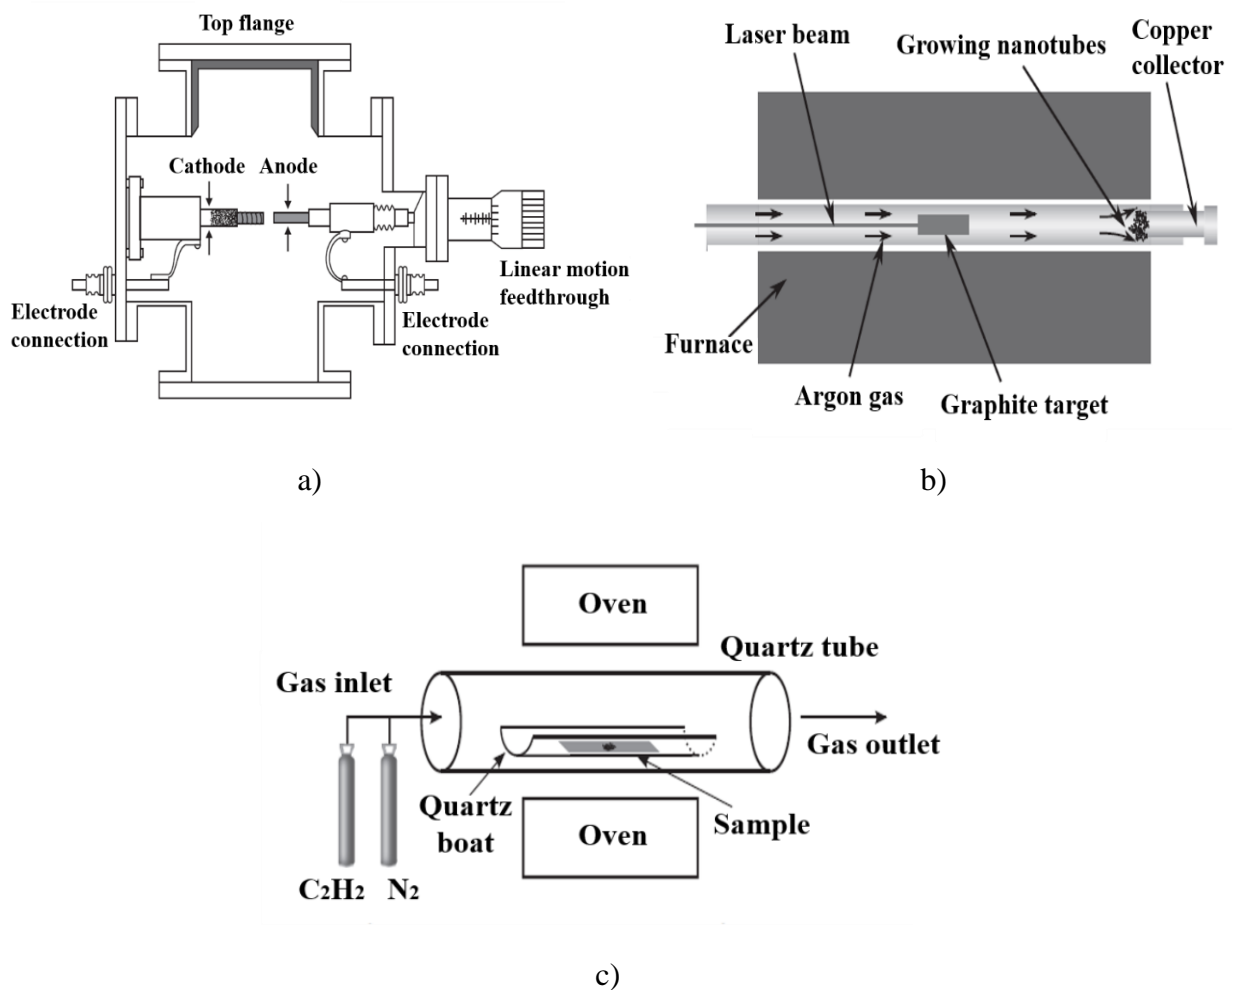 Top flange
Cathode
Anode
Linear motion
feedthrough
Electrode
connection
Electrode
connection
a)
Laser beam
Growing nanotubes
Copper
collector
Furnace
Argon gas
Graphite target
b)
Oven
Quartz tube
Gas inlet
Gas outlet
Quartz
boat
Sample
Oven
C2H2
N2
c)